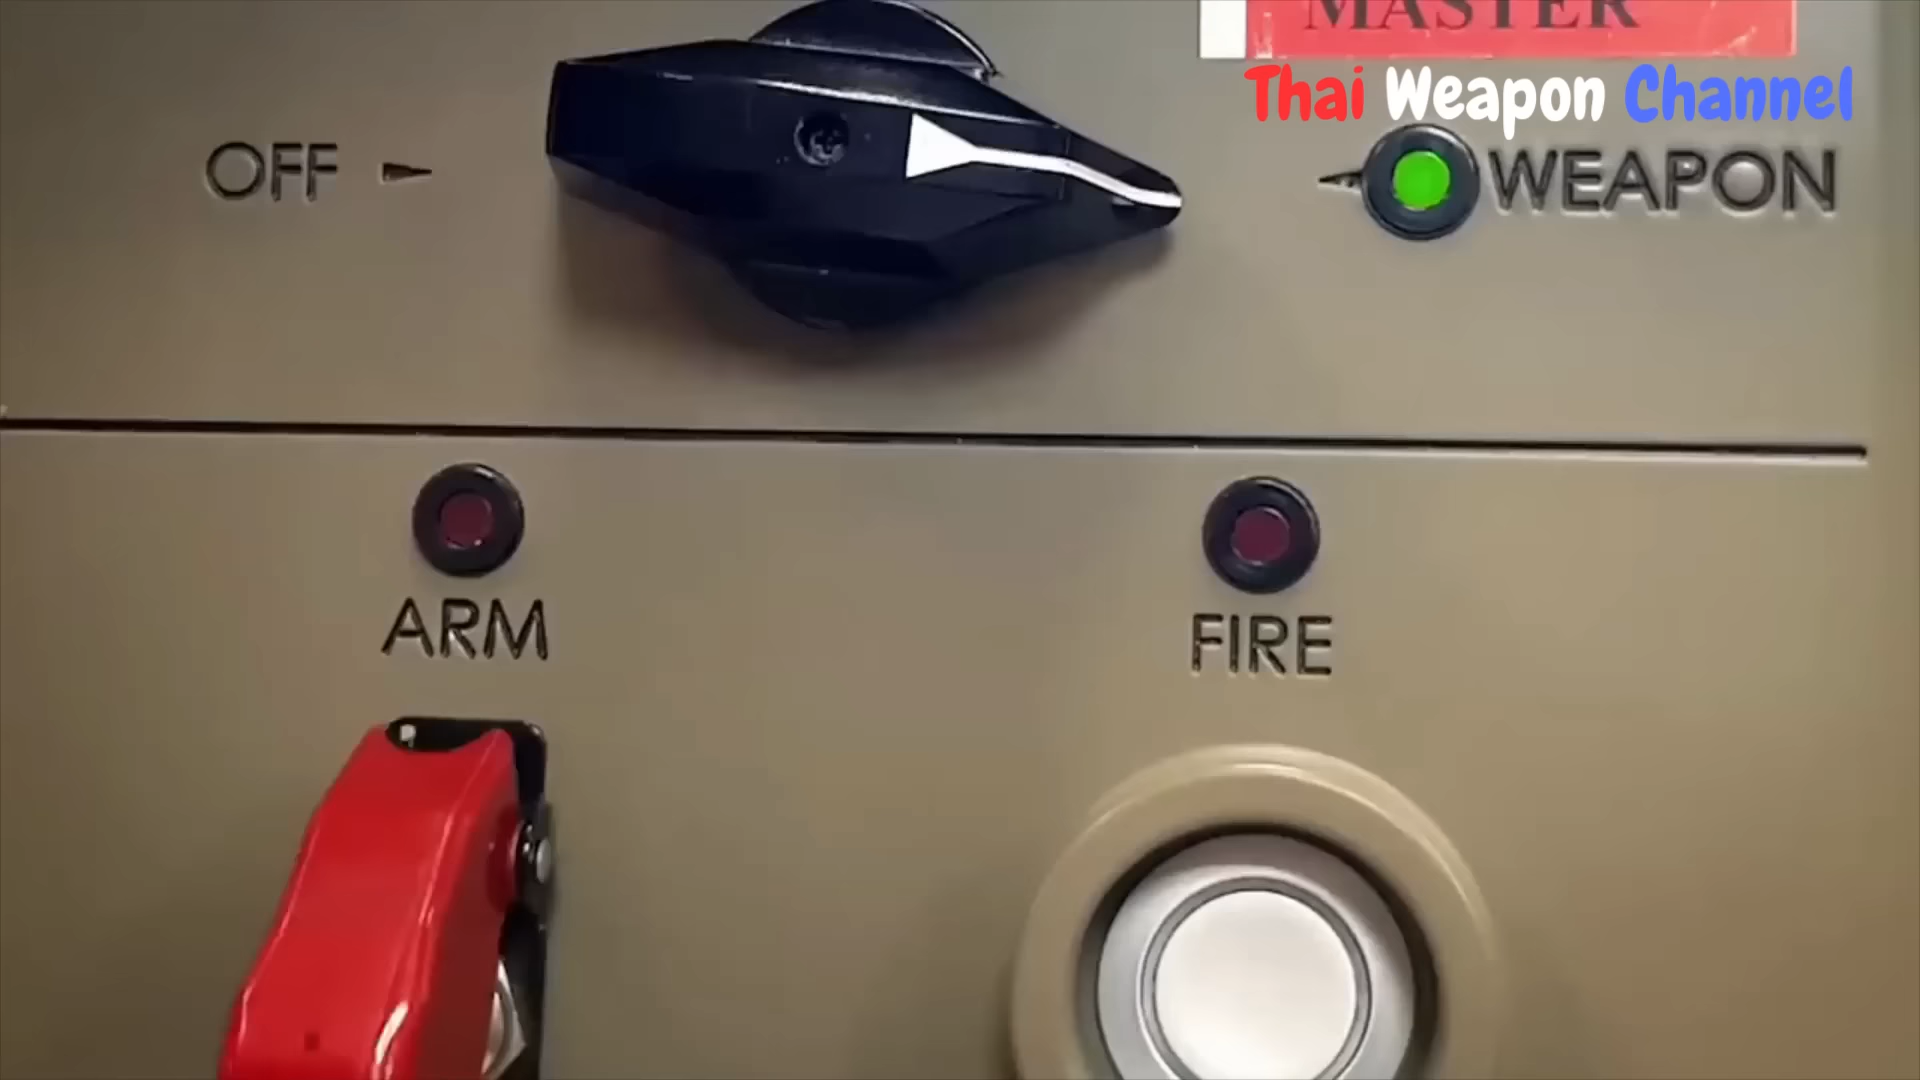 MASTER
Thai Weapon Channel
OFF
WEAPON
ARM
FIRE